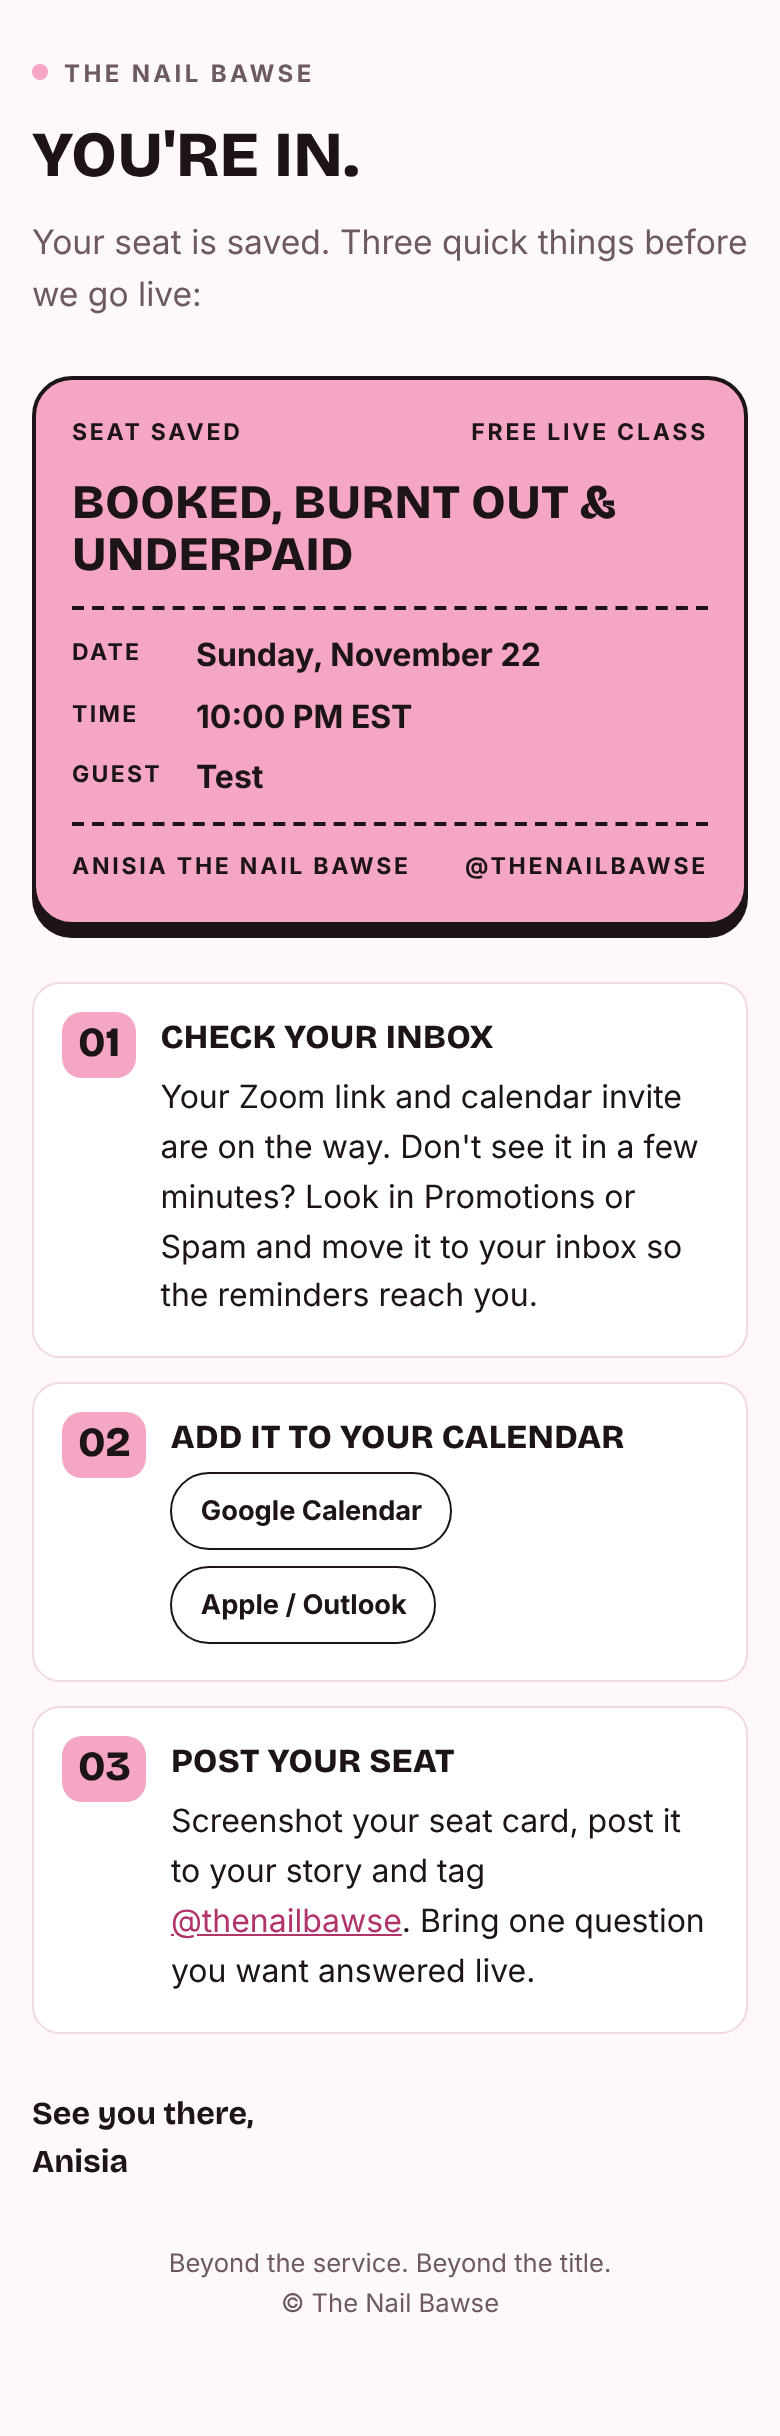 THE NAIL BAWSE
YOU'RE IN.
Your seat is saved. Three quick things before
we go live:
SEAT SAVED FREE LIVE CLASS
BOOKED, BURNT OUT &
UNDERPAID
DATE Sunday, November 22
TIME 10:00 PM EST
GUEST Test
ANISIA THE NAIL BAWSE @THENAILBAWSE
01 CHECK YOUR INBOX
Your Zoom link and calendar invite
are on the way. Don't see it in a few
minutes? Look in Promotions or
Spam and move it to your inbox so
the reminders reach you.
02 ADD IT TO YOUR CALENDAR
Google Calendar
Apple / Outlook
03 POST YOUR SEAT
Screenshot your seat card, post it
to your story and tag
@thenailbawse. Bring one question
you want answered live.
See you there,
Anisia
Beyond the service. Beyond the title.
© The Nail Bawse